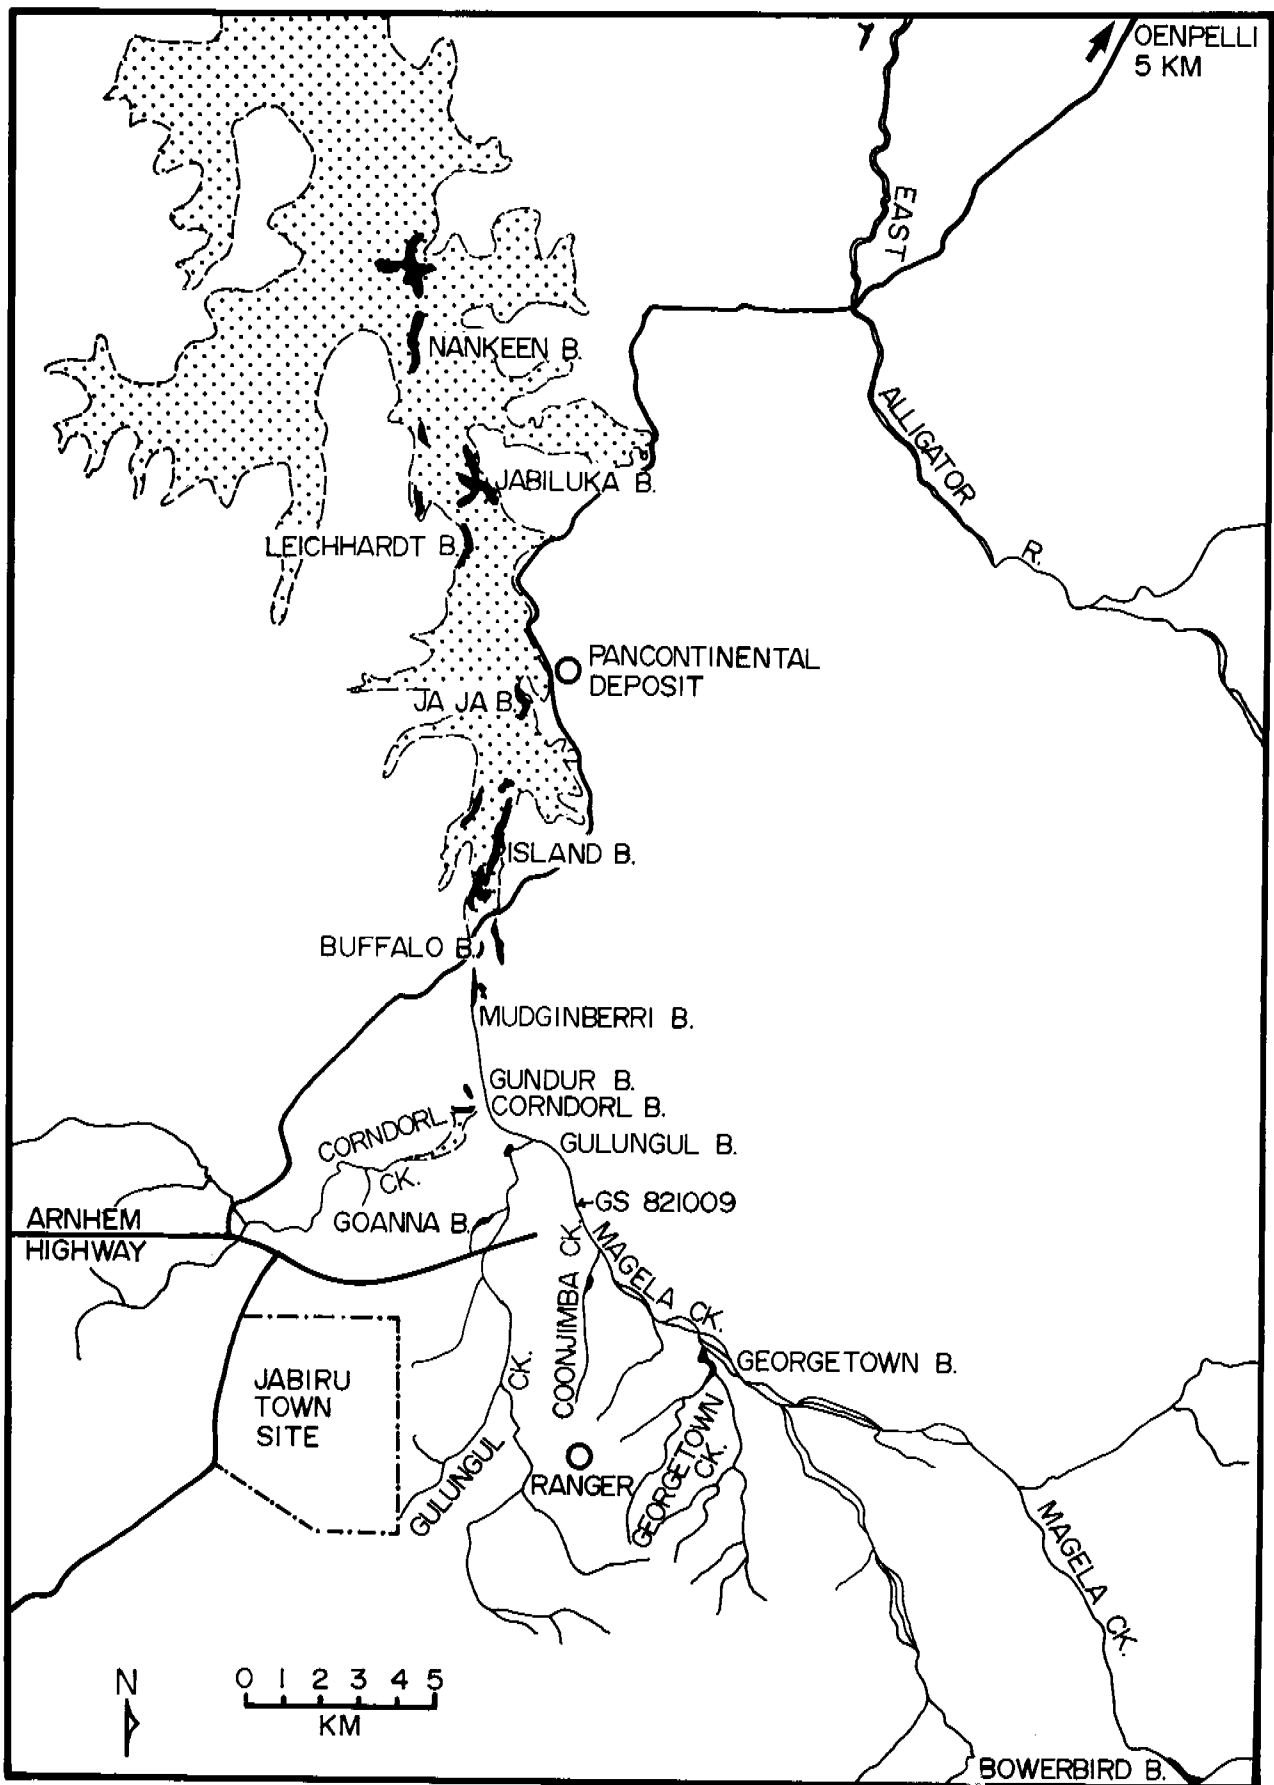 OENPELLI
5 KM
EAST
NANKEEN B.
ALLIGATOR
JABILUKA B.
LEICHHARDT B.
R.
PANCONTINENTAL
DEPOSIT
JA JA B.
ISLAND B.
BUFFALO B.
MUDGINBERRI B.
GUNDUR B.
CORNDORL B.
CORNDORL
CK.
GULUNGUL B.
GS 821009
GOANNA B.
ARNHEM
HIGHWAY
MAGELA CK.
COONJIMBA CK.
GEORGETOWN B.
JABIRU
TOWN
SITE
CK.
GULUNGUL
GEORGETOWN
CK.
RANGER
MAGELA CK.
N
0 1 2 3 4 5
KM
BOWERBIRD B.